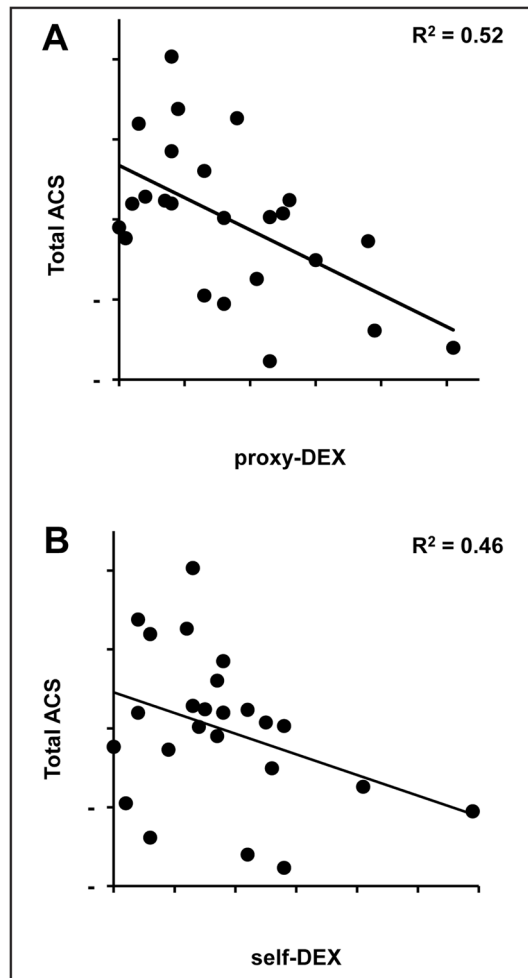 A
R² = 0.52
Total ACS
-
-
proxy-DEX
B
R² = 0.46
Total ACS
-
-
self-DEX